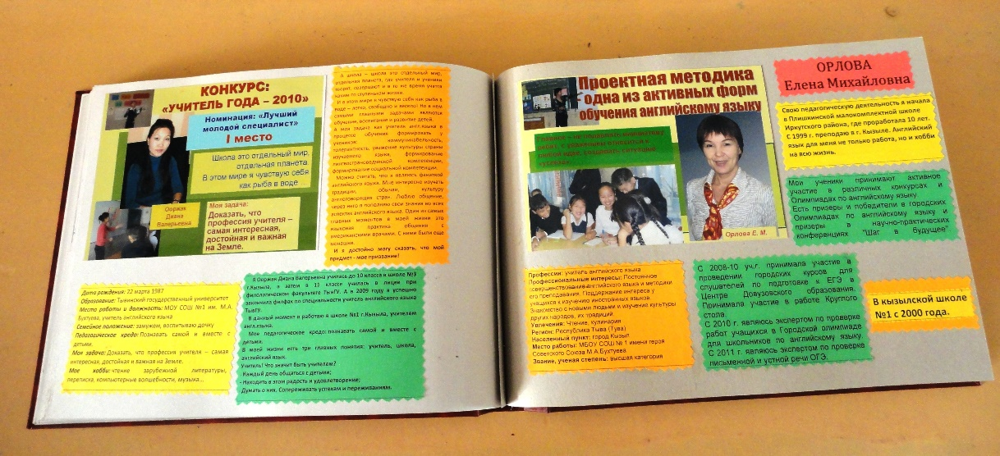 КОНКУРС:
«УЧИТЕЛЬ ГОДА – 2010»
Номинация: «Лучший
молодой специалист»
I место
Школа это отдельный мир,
отдельная планета.
В этом мире я чувствую себя
как рыба в воде ...
Ооржак
Диана
Валерьевна
Моя задача:
Доказать, что
профессия учителя –
самая интересная,
достойная и важная
на Земле.
А школа – школа это отдельный мир,
отдельная планета, где учителя и ученики
творят, созерцают и в то же время учатся
каким-то ступенькам жизни.
И в этом мире я чувствую себя как рыба в
воде – легко, свободно и весело! Но в нем
самыми главными задачами являются
обучение, воспитание и развитие детей.
А моя задача как учителя англ.языка в
процессе обучения формировать у
учеников: коммуникабельность,
толерантность, уважение культуры страны
изучаемого языка, формирование
лингвострановедческой компетенции,
формирование социальной компетенции.
Можно считать, что я являюсь фанаткой
английского языка. Мне интересно изучать
традиции, обычаи, культуру
англоговорящих стран. Люблю общение,
через него я пополняю свои знания во всех
аспектах английского языка. Один из самых
главных моментов в моей жизни это
языковая практика общения с
американскими врачами. С ними были еще
монашки.
И я достойно могу сказать, что мой
предмет - мое призвание!
Дата рождения: 22 марта 1987
Образование: Тывинский государственный университет
Место работы и должность: МОУ СОШ №1 им. М.А.
Бухтуева, учитель английского языка
Семейное положение: замужем, воспитываю дочку
Педагогическое кредо: Познавать самой и вместе с
детьми.
Моя задача: Доказать, что профессия учителя – самая
интересная, достойная и важная на Земле.
Мое хобби: чтение зарубежной литературы,
переписка, компьютерные волшебности, музыка...
Я Ооржак Диана Валерьевна училась до 10 класса в школе №3
г.Кызыла, а затем в 11 классе училась в лицеи при
филологическом факультете ТывГУ. А в 2009 году я успешно
закончила филфак по специальности учитель английского языка
ТывГУ.
В данный момент я работаю в школе №1 г.Кызыла, учителем
англ.языка.
Мое педагогическое кредо: познавать самой и вместе с
детьми.
В моей жизни есть три главных понятия: учитель, школа,
английский язык.
Учитель! Что значит быть учителем?
Каждый день общаться с детьми;
- Находить в этом радость и удовлетворение;
Думать о них. Сопереживать успехам и переживаниям.
Проектная методика
одна из активных форм
обучения английскому языку
Орлова Е. М.
ОРЛОВА
Елена Михайловна
Свою педагогическую деятельность я начала
в Плишкинской малокомплектной школе
Иркутского района, где проработала 10 лет.
С 1999 г. преподаю в г. Кызыле. Английский
язык для меня не только работа, но и хобби
на всю жизнь.
Мои ученики принимают активное
участие в различных конкурсах и
Олимпиадах по английскому языку.
Есть призеры и победители в городских
Олимпиадах по английскому языку и
призеры в научно-практических
конференциях "Шаг в будущее"
Профессии: учитель английского языка
Профессиональные интересы: Постоянное
совершенствование английского языка и методики
его преподавания. Поддержание интереса у
учащихся к изучению иностранных языков.
Знакомство с новыми людьми и изучение культуры
других народов, их традиций.
Увлечения: Чтение, кулинария
Регион: Республика Тыва (Тува)
Населенный пункт: город Кызыл
Место работы: МБОУ СОШ № 1 имени героя
Советского Союза М.А.Бухтуева
Звание, ученая степень: высшая категория
С 2008-10 уч.г. принимала участие в
проведении городских курсов для
слушателей по подготовке к ЕГЭ в
Центре Довузовского образования.
Принимала участие в работе Круглого
стола.
С 2010 г. являюсь экспертом по проверке
работ учащихся в Городской олимпиаде
для школьников по английскому языку
С 2011 г. являюсь экспертом по проверке
письменной и устной речи ОГЭ.
В кызылской школе
№1 с 2000 года.